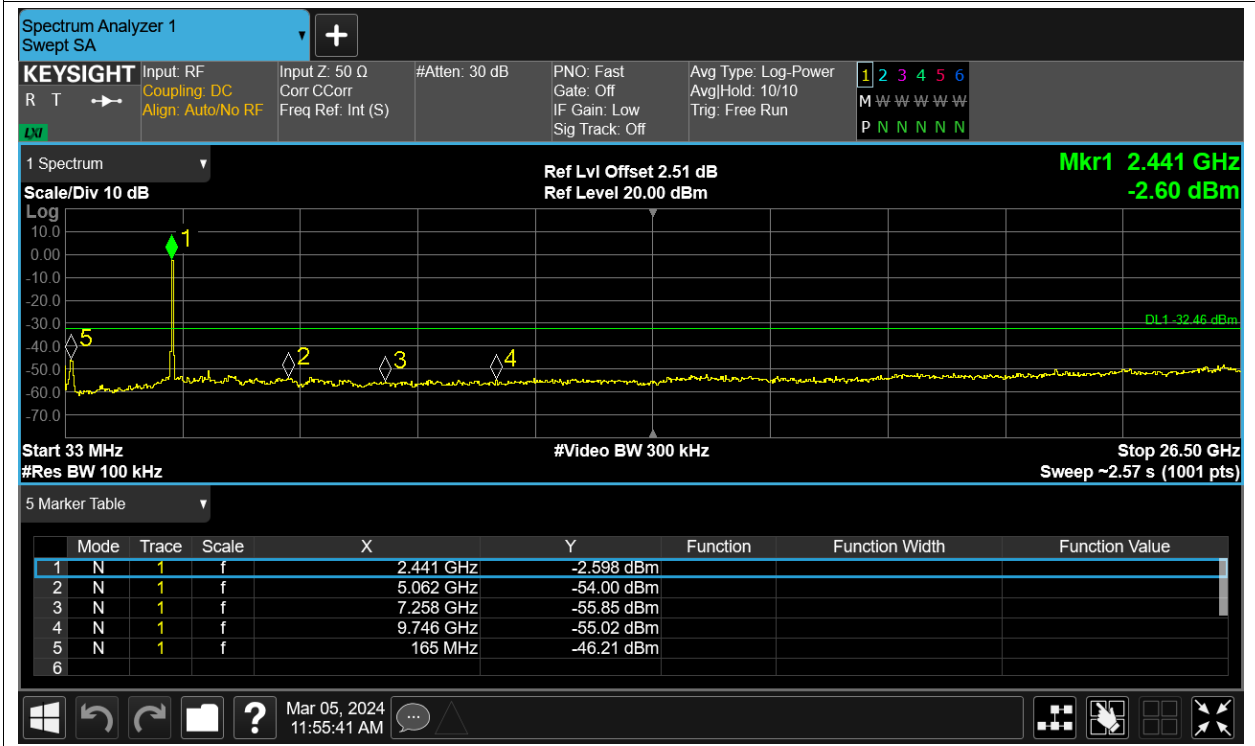 Spectrum Analyzer 1
Swept SA
+
KEYSIGHT
R T
LXI
Input: RF
Coupling: DC
Align: Auto/No RF
Input Z: 50 Ω
Corr CCorr
Freq Ref: Int (S)
#Atten: 30 dB
PNO: Fast
Gate: Off
IF Gain: Low
Sig Track: Off
Avg Type: Log-Power
Avg|Hold: 10/10
Trig: Free Run
1 2 3 4 5 6
M W W W W W
P N N N N N
1 Spectrum
Scale/Div 10 dB
Ref Lvl Offset 2.51 dB
Ref Level 20.00 dBm
Mkr1 2.441 GHz
-2.60 dBm
Log
10.0
0.00
-10.0
-20.0
-30.0
-40.0
-50.0
-60.0
-70.0
1
DL1 -32.46 dBm
5
2
3
4
Start 33 MHz
#Video BW 300 kHz
Stop 26.50 GHz
#Res BW 100 kHz
Sweep ~2.57 s (1001 pts)
5 Marker Table
Mode Trace Scale X Y Function Function Width Function Value
1 N 1 f 2.441 GHz -2.598 dBm
2 N 1 f 5.062 GHz -54.00 dBm
3 N 1 f 7.258 GHz -55.85 dBm
4 N 1 f 9.746 GHz -55.02 dBm
5 N 1 f 165 MHz -46.21 dBm
6
?
Mar 05, 2024
11:55:41 AM